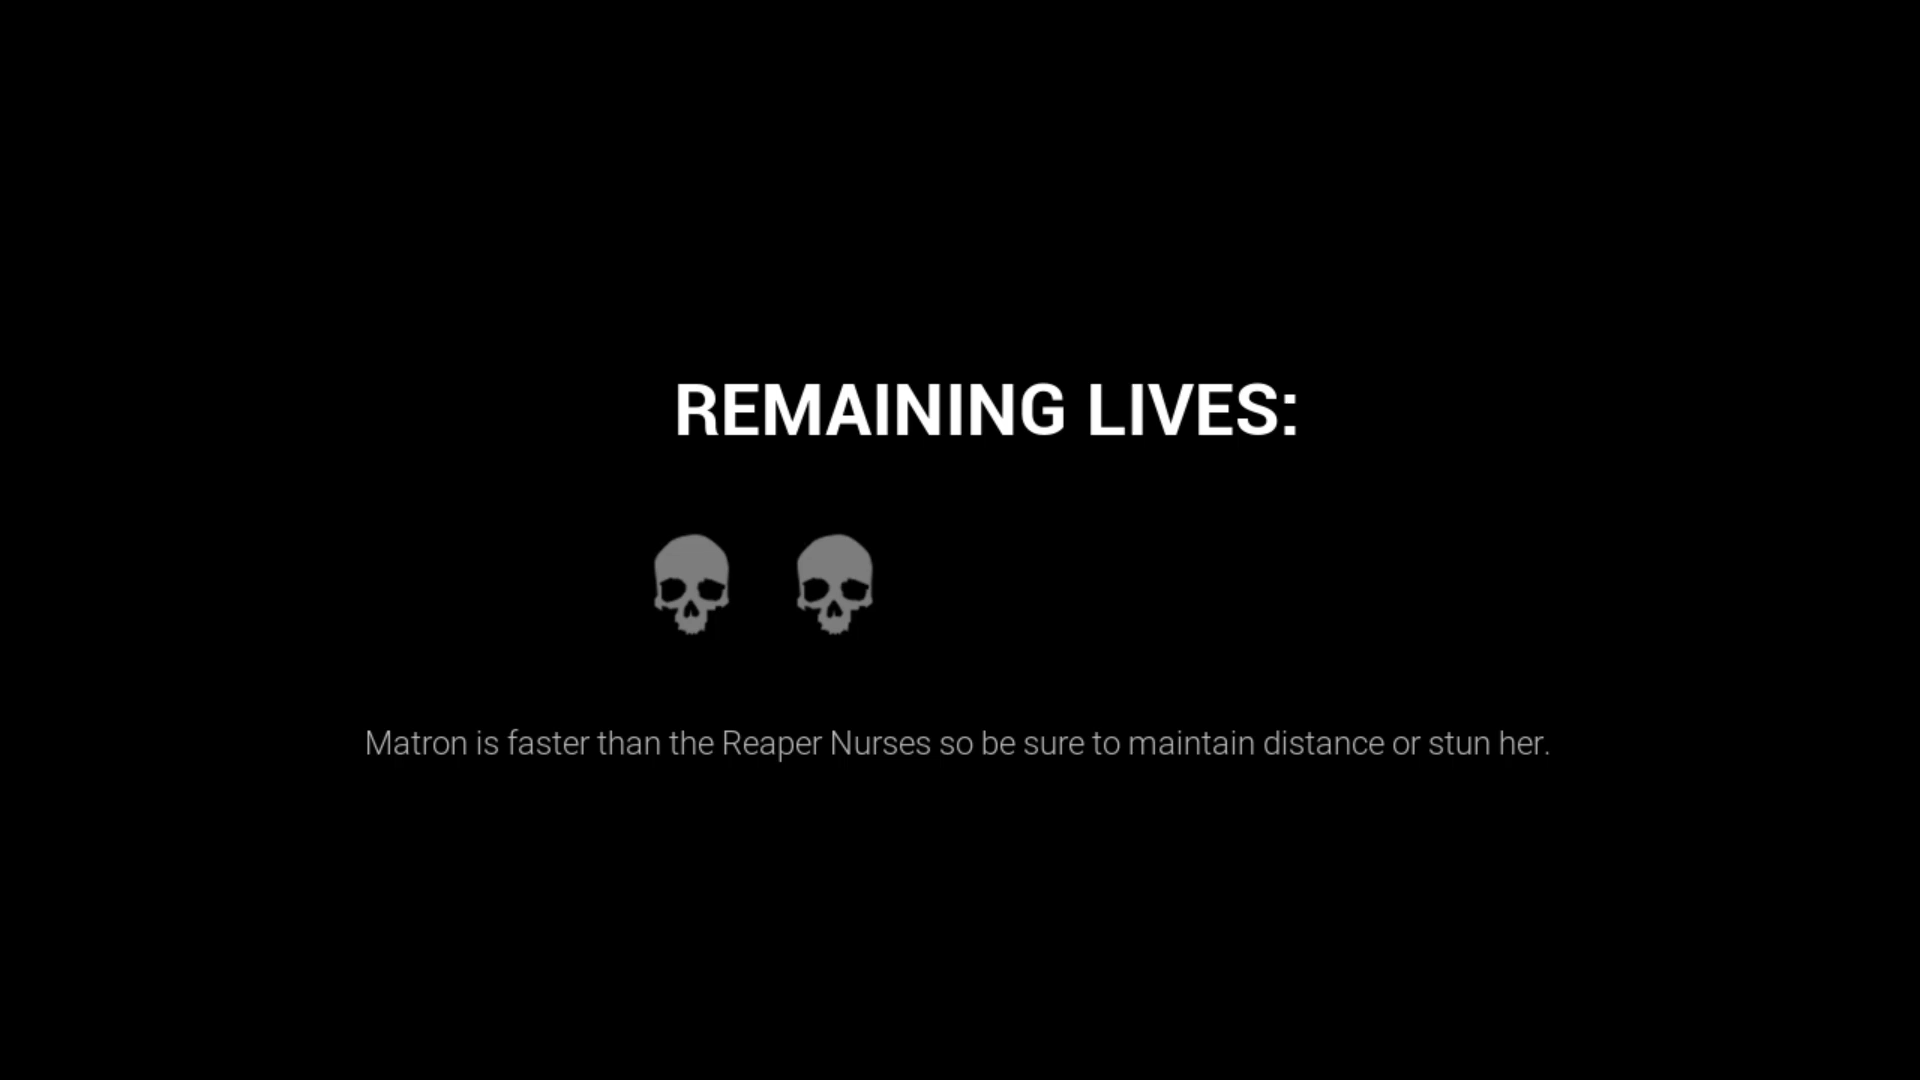 REMAINING LIVES:
Matron is faster than the Reaper Nurses so be sure to maintain distance or stun her.